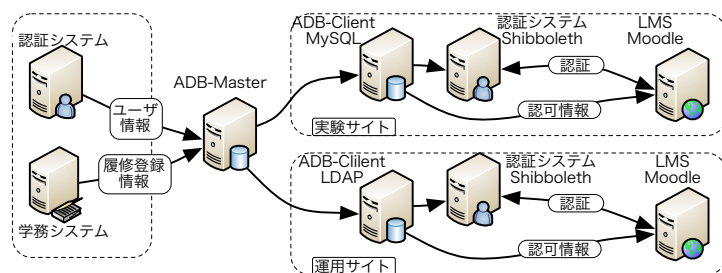 認証システム
ユーザ
情報
履修登録
情報
学務システム
ADB-Master
ADB-Client
MySQL
認証システム
Shibboleth
LMS
Moodle
認証
認可情報
実験サイト
ADB-Clilent
LDAP
認証システム
Shibboleth
LMS
Moodle
認証
認可情報
運用サイト